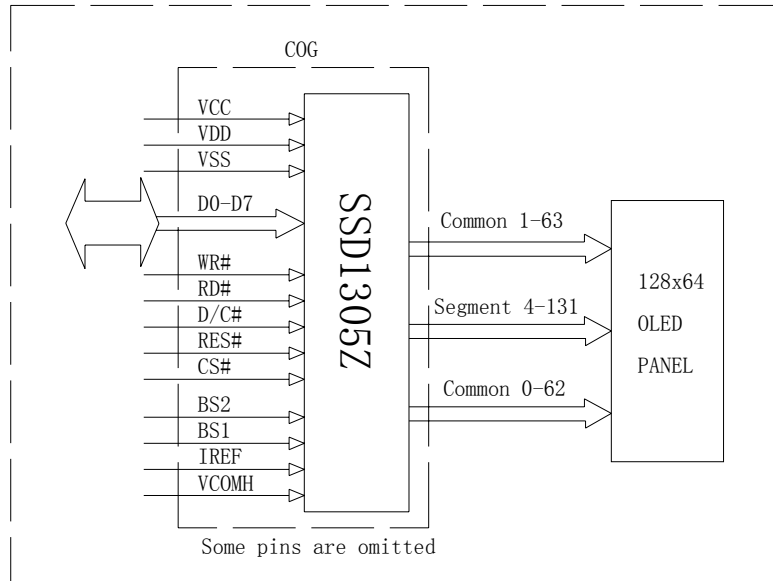 COG
VCC
VDD
VSS
D0-D7
WR#
RD#
D/C#
RES#
CS#
BS2
BS1
IREF
VCOMH
SSD1305Z
Common 1-63
Segment 4-131
Common 0-62
128x64
OLED
PANEL
Some pins are omitted